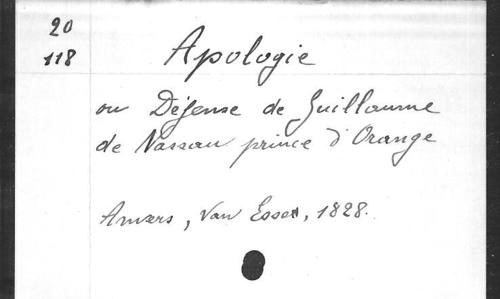 20
118
Apologie
ou Défense de Guillaume
de Nassau prince d'Orange
Anvers, Van Essen, 1828.